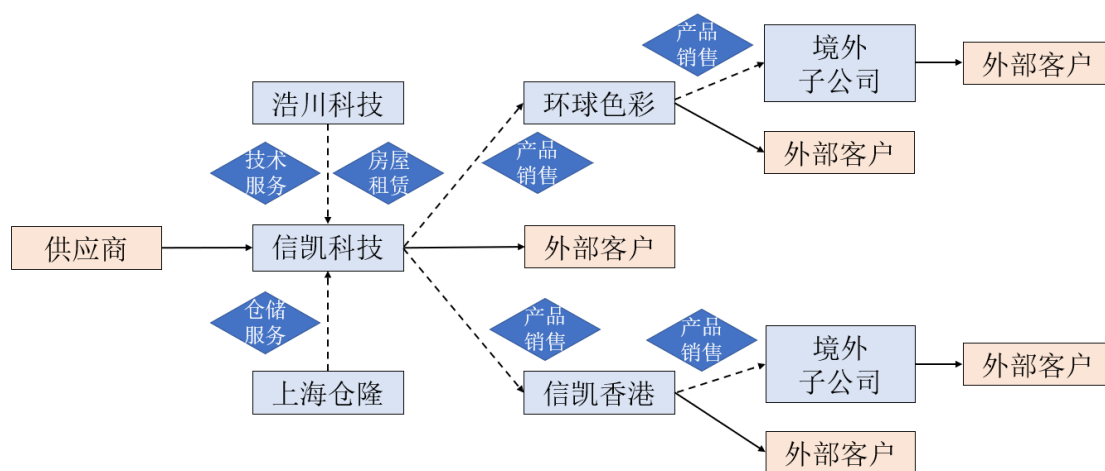 产品
销售
境外
子公司
外部客户
浩川科技
环球色彩
外部客户
技术
服务
房屋
租赁
产品
销售
供应商
信凯科技
外部客户
仓储
服务
产品
销售
产品
销售
境外
子公司
外部客户
上海仓隆
信凯香港
外部客户